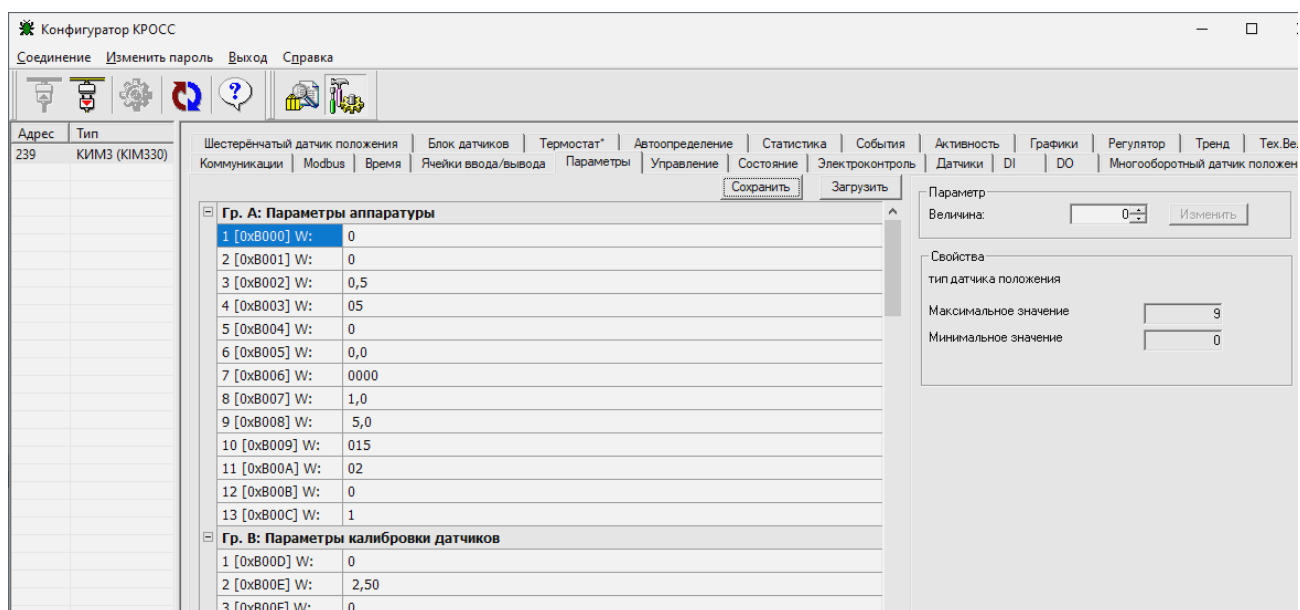 Конфигуратор КРОСС
Соединение Изменить пароль Выход Справка
Адрес Тип
239 КИМ3 (KIM330)
Шестерёнчатый датчик положения Блок датчиков Термостат* Автоопределение Статистика События Активность Графики Регулятор Тренд Тех.Ве
Коммуникации Modbus Время Ячейки ввода/вывода Параметры Управление Состояние Электроконтроль Датчики DI DO Многооборотный датчик положен
Сохранить Загрузить
Гр. А: Параметры аппаратуры
1 [0xB000] W: 0
2 [0xB001] W: 0
3 [0xB002] W: 0,5
4 [0xB003] W: 05
5 [0xB004] W: 0
6 [0xB005] W: 0,0
7 [0xB006] W: 0000
8 [0xB007] W: 1,0
9 [0xB008] W: 5,0
10 [0xB009] W: 015
11 [0xB00A] W: 02
12 [0xB00B] W: 0
13 [0xB00C] W: 1
Гр. В: Параметры калибровки датчиков
1 [0xB00D] W: 0
2 [0xB00E] W: 2,50
3 [0xB00F] W: 0
Параметр
Величина: 0 Изменить
Свойства
тип датчика положения
Максимальное значение 9
Минимальное значение 0